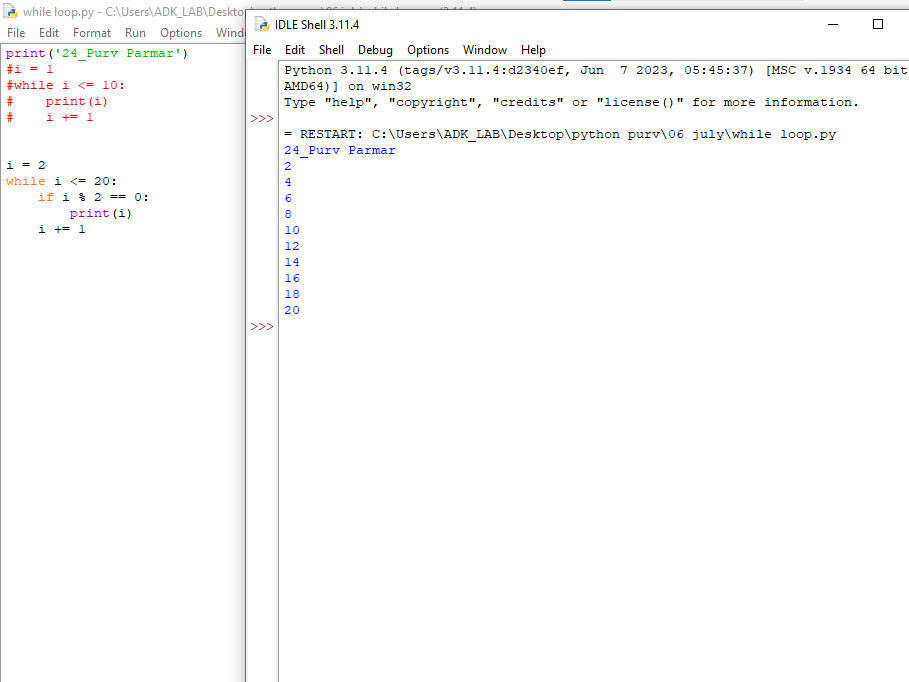 while loop.py - C:\Users\ADK_LAB\Deskto
File Edit Format Run Options Wind
print('24_Purv Parmar')
#i = 1
#while i <= 10:
#    print(i)
#    i += 1
i = 2
while i <= 20:
    if i % 2 == 0:
        print(i)
    i += 1
IDLE Shell 3.11.4
File Edit Shell Debug Options Window Help
Python 3.11.4 (tags/v3.11.4:d2340ef, Jun  7 2023, 05:45:37) [MSC v.1934 64 bit
AMD64)] on win32
Type "help", "copyright", "credits" or "license()" for more information.
>>>
= RESTART: C:\Users\ADK_LAB\Desktop\python purv\06 july\while loop.py
24_Purv Parmar
2
4
6
8
10
12
14
16
18
20
>>>